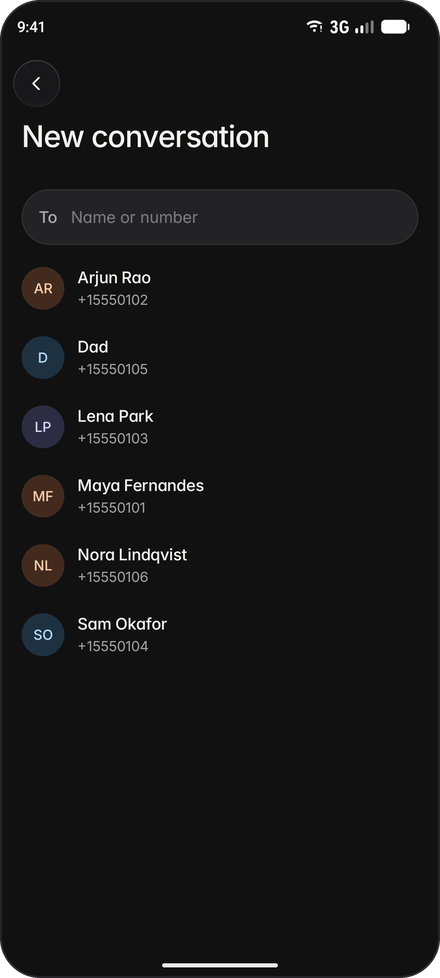 9:41
3G
New conversation
To Name or number
AR
Arjun Rao
+15550102
D
Dad
+15550105
LP
Lena Park
+15550103
MF
Maya Fernandes
+15550101
NL
Nora Lindqvist
+15550106
SO
Sam Okafor
+15550104